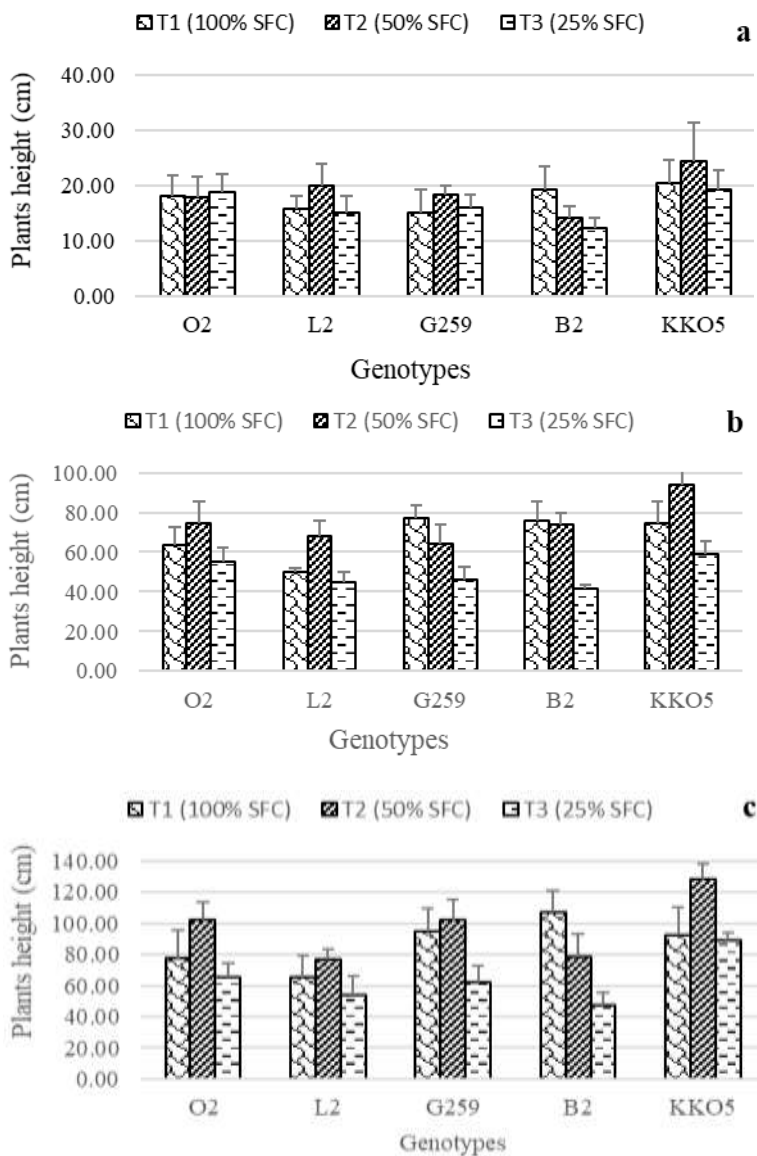 T1 (100% SFC) T2 (50% SFC) T3 (25% SFC) a
Plants height (cm)
40.00
30.00
20.00
10.00
0.00
O2 L2 G259 B2 KKO5
Genotypes
T1 (100% SFC) T2 (50% SFC) T3 (25% SFC) b
Plants height (cm)
100.00
80.00
60.00
40.00
20.00
0.00
O2 L2 G259 B2 KKO5
Genotypes
T1 (100% SFC) T2 (50% SFC) T3 (25% SFC) c
Plants height (cm)
140.00
120.00
100.00
80.00
60.00
40.00
20.00
0.00
O2 L2 G259 B2 KKO5
Genotypes